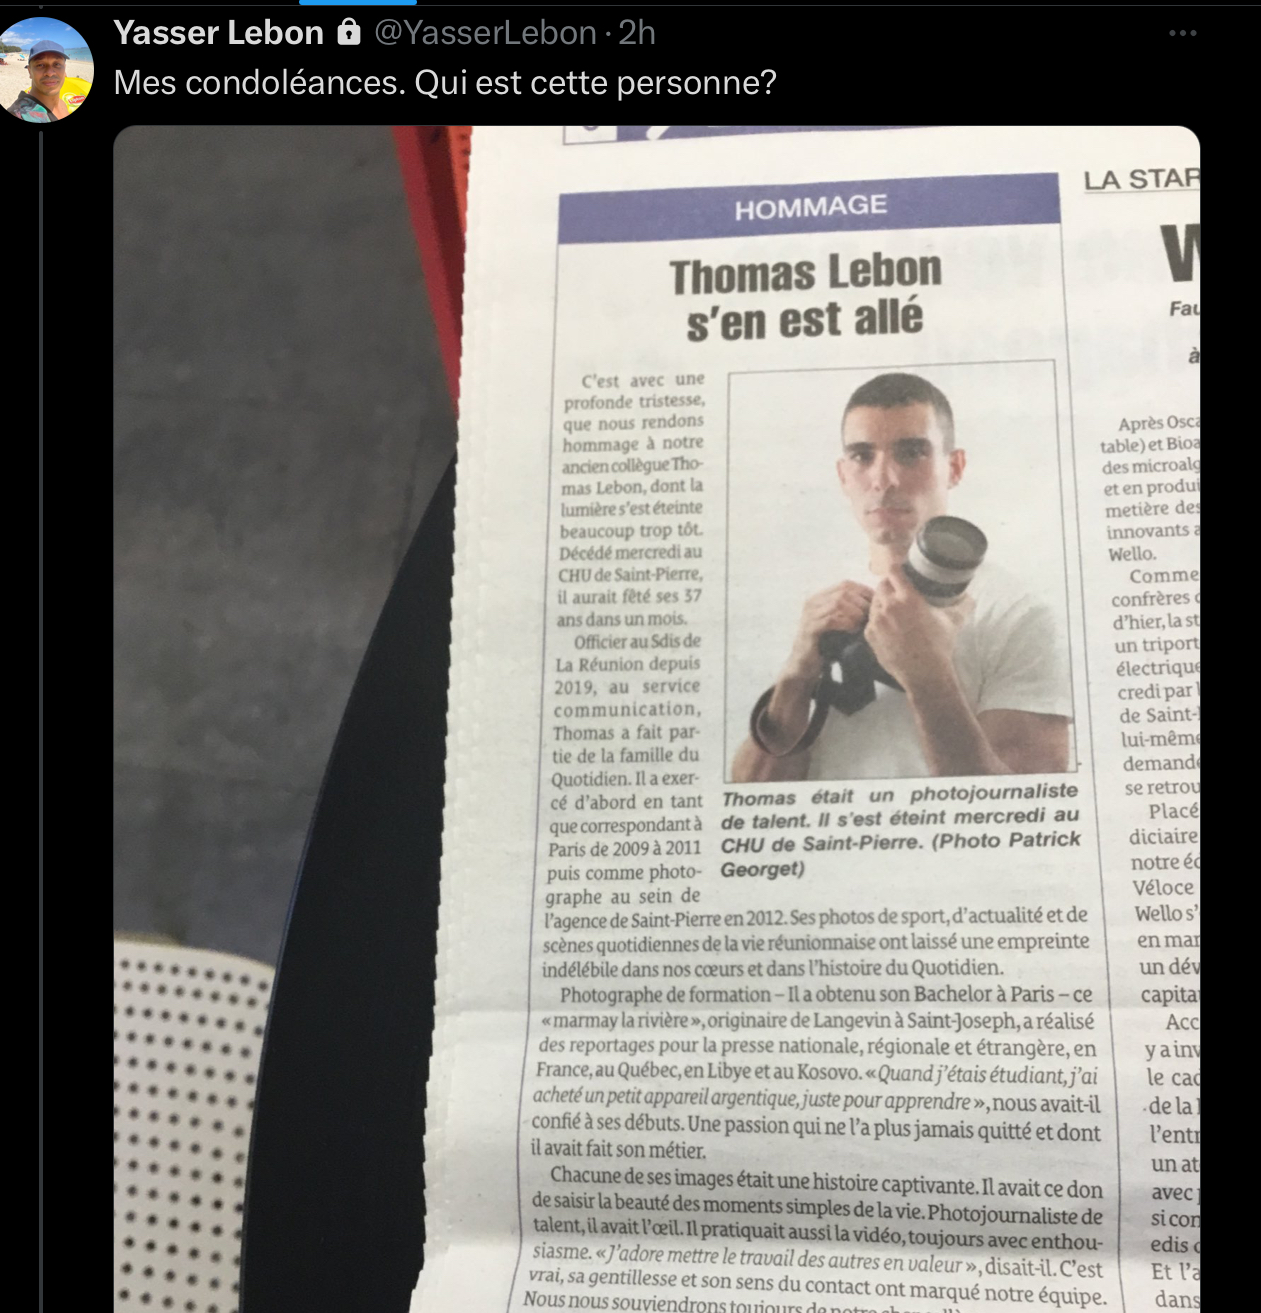 Yasser Lebon @YasserLebon · 2h
Mes condoléances. Qui est cette personne?
HOMMAGE
Thomas Lebon
s'en est allé
C'est avec une
profonde tristesse,
que nous rendons
hommage à notre
ancien collègue Tho-
mas Lebon, dont la
lumière s'est éteinte
beaucoup trop tôt.
Décédé mercredi au
CHU de Saint-Pierre,
il aurait fêté ses 37
ans dans un mois.
Officier au Sdis de
La Réunion depuis
2019, au service
communication,
Thomas a fait par-
tie de la famille du
Quotidien. Il a exer-
cé d'abord en tant
que correspondant à
Paris de 2009 à 2011
puis comme photo-
graphe au sein de
l'agence de Saint-Pierre en 2012. Ses photos de sport, d'actualité et de
scènes quotidiennes de la vie réunionnaise ont laissé une empreinte
indélébile dans nos cœurs et dans l'histoire du Quotidien.
Photographe de formation – Il a obtenu son Bachelor à Paris – ce
« marmay la rivière », originaire de Langevin à Saint-Joseph, a réalisé
des reportages pour la presse nationale, régionale et étrangère, en
France, au Québec, en Libye et au Kosovo. « Quand j'étais étudiant, j'ai
acheté un petit appareil argentique, juste pour apprendre », nous avait-il
confié à ses débuts. Une passion qui ne l'a plus jamais quitté et dont
il avait fait son métier.
Chacune de ses images était une histoire captivante. Il avait ce don
de saisir la beauté des moments simples de la vie. Photojournaliste de
talent, il avait l'œil. Il pratiquait aussi la vidéo, toujours avec enthou-
siasme. « J'adore mettre le travail des autres en valeur », disait-il. C'est
vrai, sa gentillesse et son sens du contact ont marqué notre équipe.
Nous nous souviendrons toujours de notre
Thomas était un photojournaliste
de talent. Il s'est éteint mercredi au
CHU de Saint-Pierre. (Photo Patrick
Georget)
LA STAR
W
Fau
à
Après Osca
table) et Bioa
des microalg
et en produi
metière des
innovants a
Wello.
Comme
confrères
d'hier, la st
un triport
électrique
credi par
de Saint-
lui-même
demande
se retrou
Placé
diciaire
notre éc
Véloce
Wello s'
en mar
un dév
capita
Acc
y a inv
le cac
de la
l'entr
un at
avec
si con
edis
Et l'a
dans